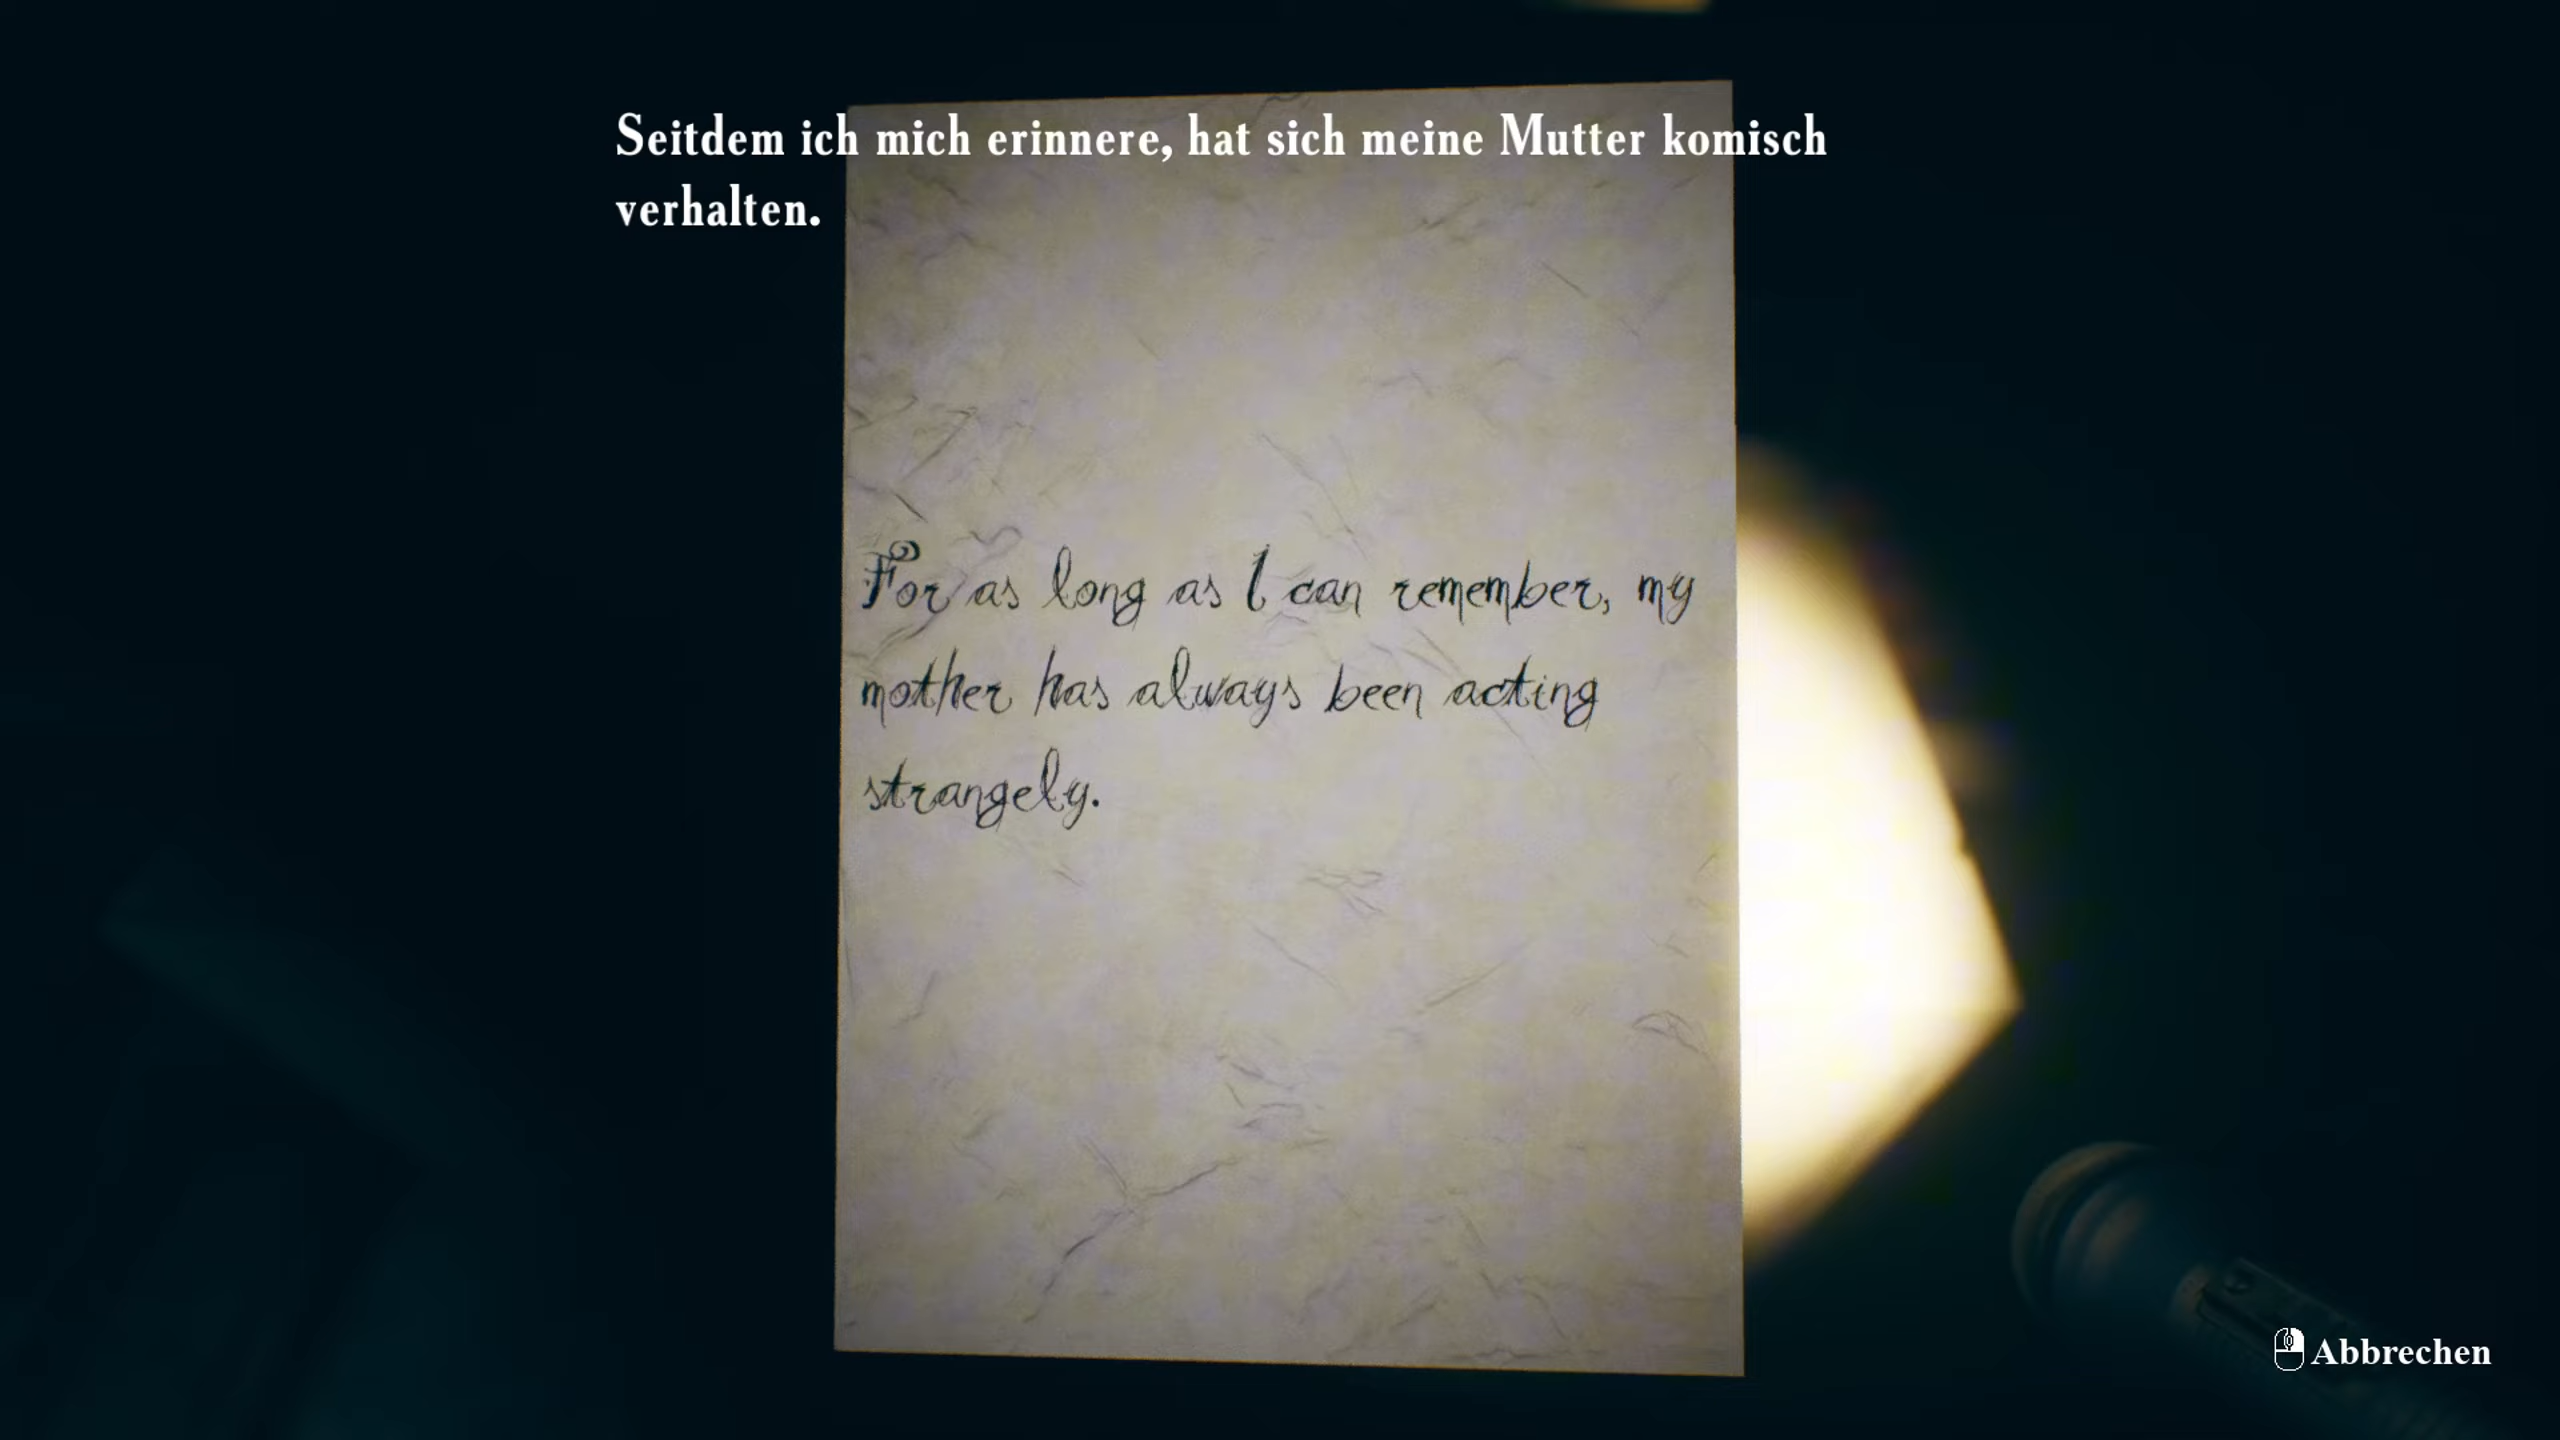 Seitdem ich mich erinnere, hat sich meine Mutter komisch
verhalten.
For as long as I can remember, my
mother has always been acting
strangely.
Abbrechen